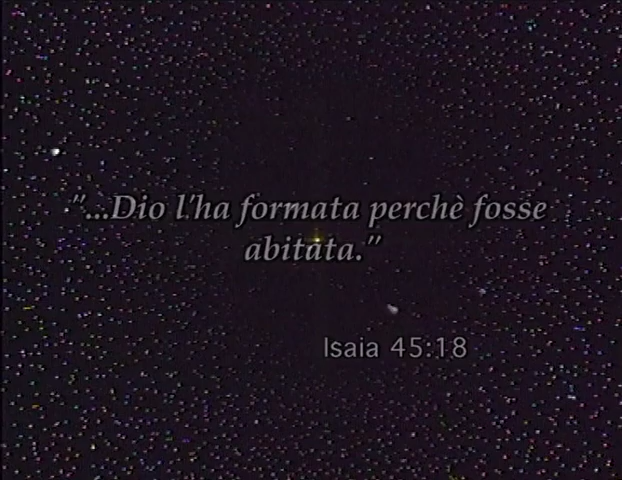 "...Dio l'ha formata perchè fosse
abitata."
Isaia 45:18